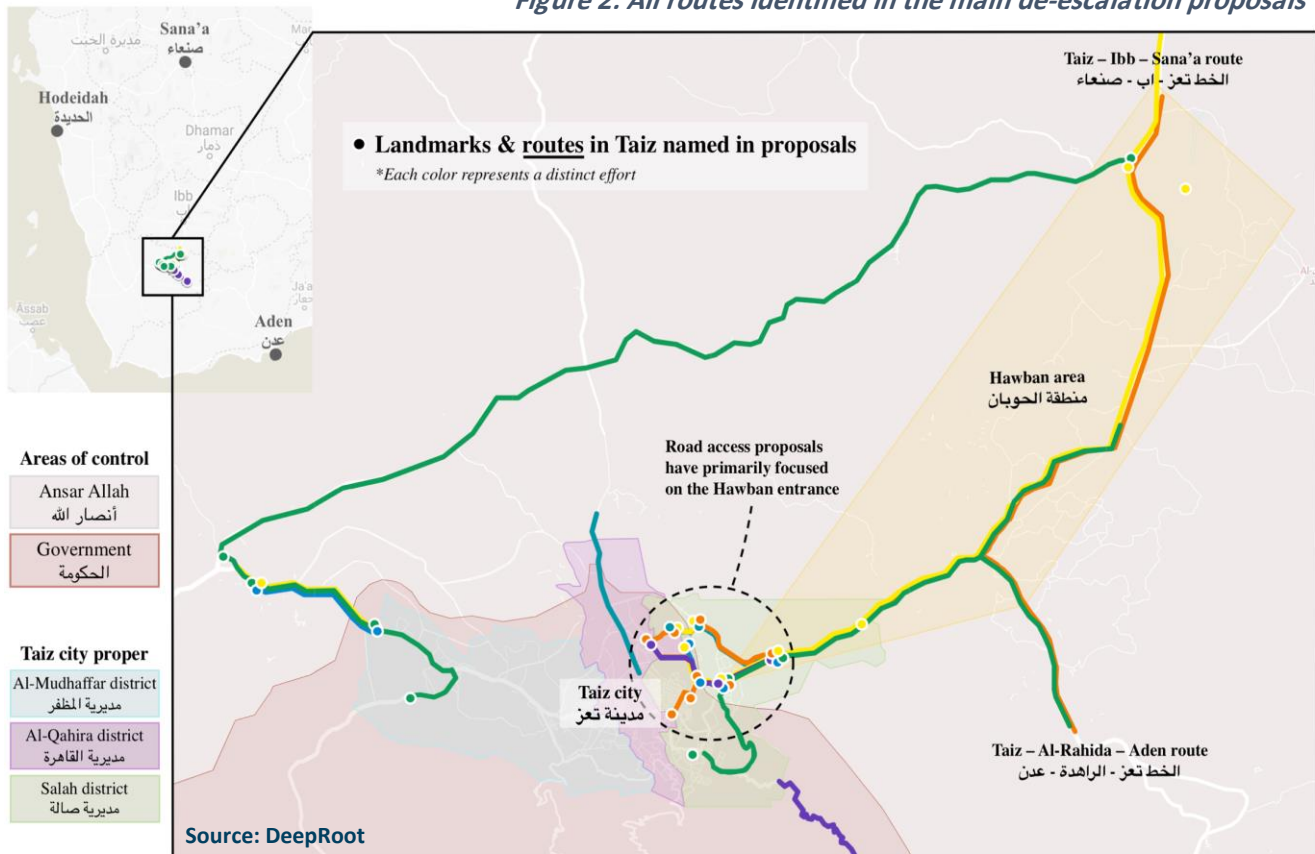 Figure 2. All routes identified in the main de-escalation proposals
Sana'a
صنعاء
مديرية الحيت
Hodeidah
الحديدة
Dhamar
ذمار
Ibb
اب
Aden
عدن
Āssab
عصب
Landmarks & routes in Taiz named in proposals
*Each color represents a distinct effort
Taiz – Ibb – Sana'a route
الخط تعز - اب - صنعاء
Hawban area
منطقة الحوبان
Road access proposals
have primarily focused
on the Hawban entrance
Taiz city
مدينة تعز
Taiz – Al-Rahida – Aden route
الخط تعز - الراهدة - عدن
Areas of control
Ansar Allah
أنصار الله
Government
الحكومة
Taiz city proper
Al-Mudhaffar district
مديرية المظفر
Al-Qahira district
مديرية القاهرة
Salah district
مديرية صالة
Source: DeepRoot